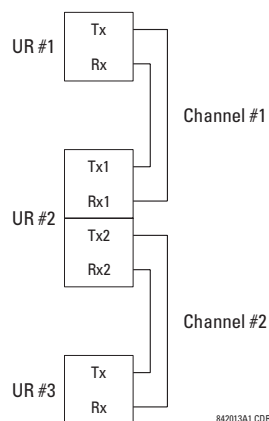 UR #1
Tx
Rx
Channel #1
UR #2
Tx1
Rx1
Tx2
Rx2
Channel #2
UR #3
Tx
Rx
842013A1.CDR